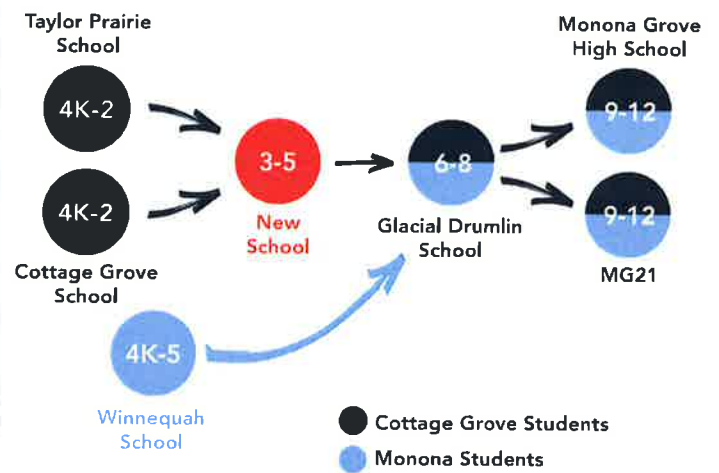 Taylor Prairie
School
4K-2
4K-2
Cottage Grove
School
3-5
New
School
6-8
Glacial Drumlin
School
Monona Grove
High School
9-12
9-12
MG21
4K-5
Winnequah
School
Cottage Grove Students
Monona Students